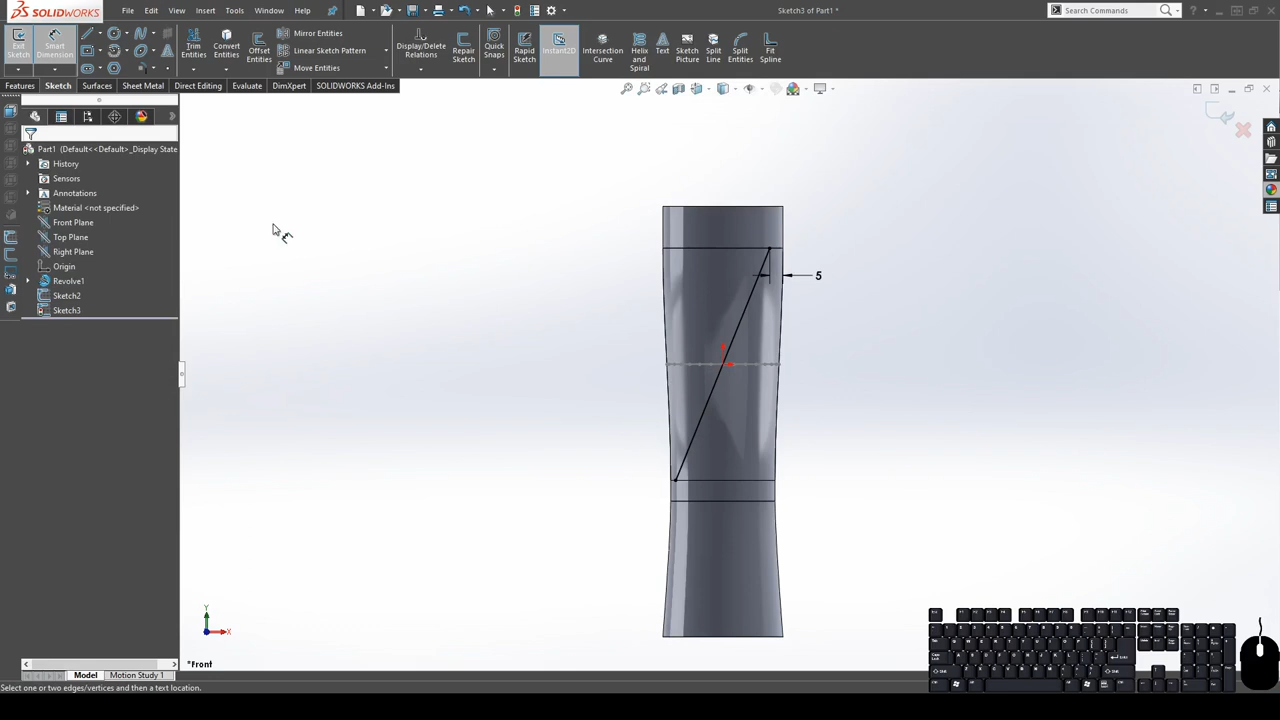 SOLIDWORKS
File Edit View Insert Tools Window Help
Sketch3 of Part1 *
Search Commands
Exit Sketch
Smart Dimension
Trim Entities
Convert Entities
Offset Entities
Mirror Entities
Linear Sketch Pattern
Move Entities
Display/Delete Relations
Repair Sketch
Quick Snaps
Rapid Sketch
Instant2D
Intersection Curve
Helix and Spiral
Text
Sketch Picture
Split Line
Split Entities
Fit Spline
Features Sketch Surfaces Sheet Metal Direct Editing Evaluate DimXpert SOLIDWORKS Add-Ins
Part1 (Default<<Default>_Display State
History
Sensors
Annotations
Material <not specified>
Front Plane
Top Plane
Right Plane
Origin
Revolve1
Sketch2
Sketch3
5
Y
X
*Front
Model Motion Study 1
Select one or two edges/vertices and then a text location.